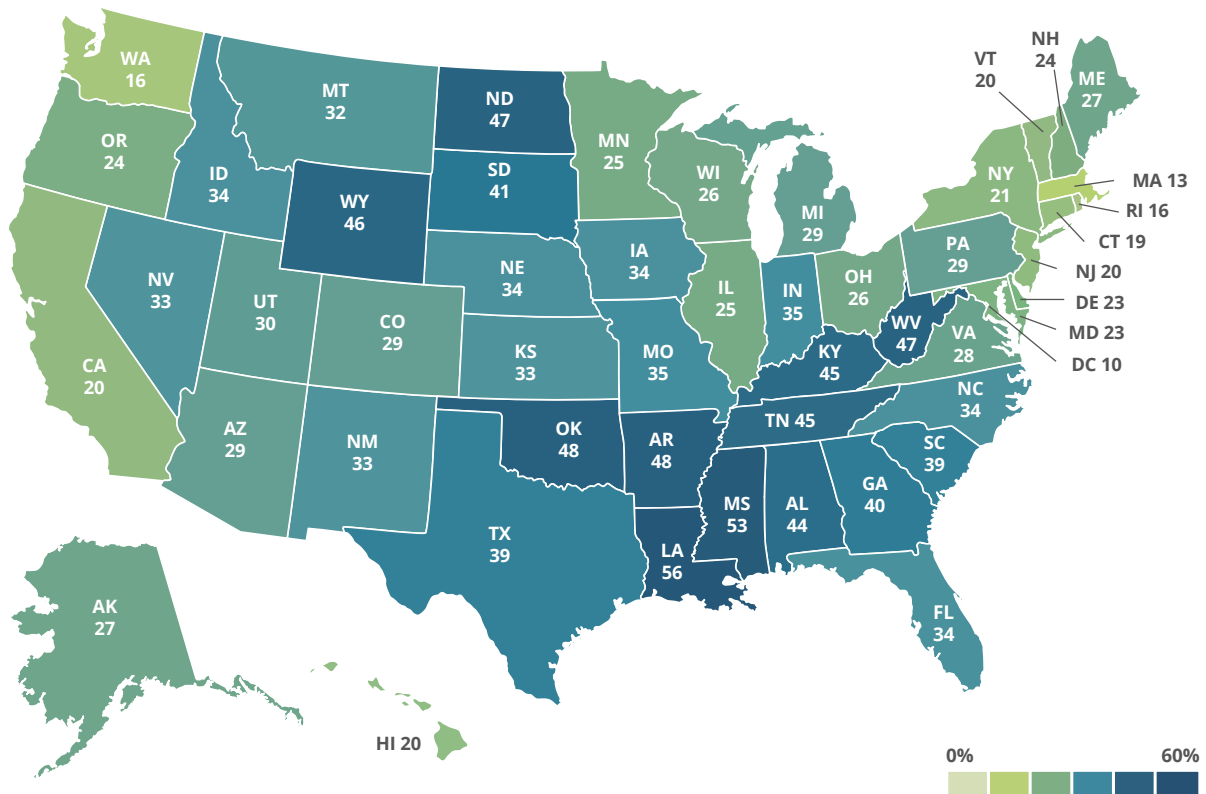 WA
16
OR
24
CA
20
ID
34
NV
33
MT
32
WY
46
UT
30
AZ
29
CO
29
NM
33
ND
47
SD
41
NE
34
KS
33
OK
48
TX
39
MN
25
IA
34
MO
35
AR
48
LA
56
WI
26
IL
25
MI
29
IN
35
OH
26
KY
45
TN 45
MS
53
AL
44
GA
40
FL
34
SC
39
NC
34
VA
28
WV
47
PA
29
NY
21
VT
20
NH
24
ME
27
MA 13
RI 16
CT 19
NJ 20
DE 23
MD 23
DC 10
AK
27
HI 20
0%
60%